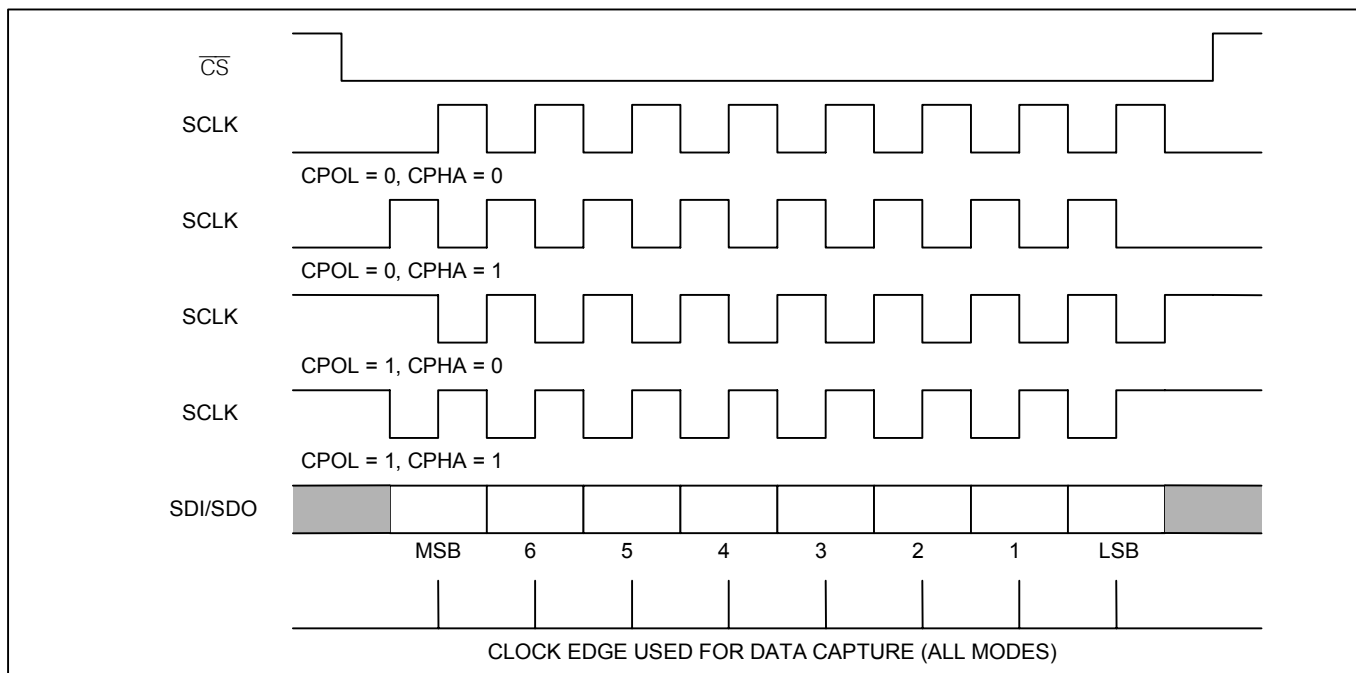 C̅S̅
SCLK
CPOL = 0, CPHA = 0
SCLK
CPOL = 0, CPHA = 1
SCLK
CPOL = 1, CPHA = 0
SCLK
CPOL = 1, CPHA = 1
SDI/SDO
MSB 6 5 4 3 2 1 LSB
CLOCK EDGE USED FOR DATA CAPTURE (ALL MODES)